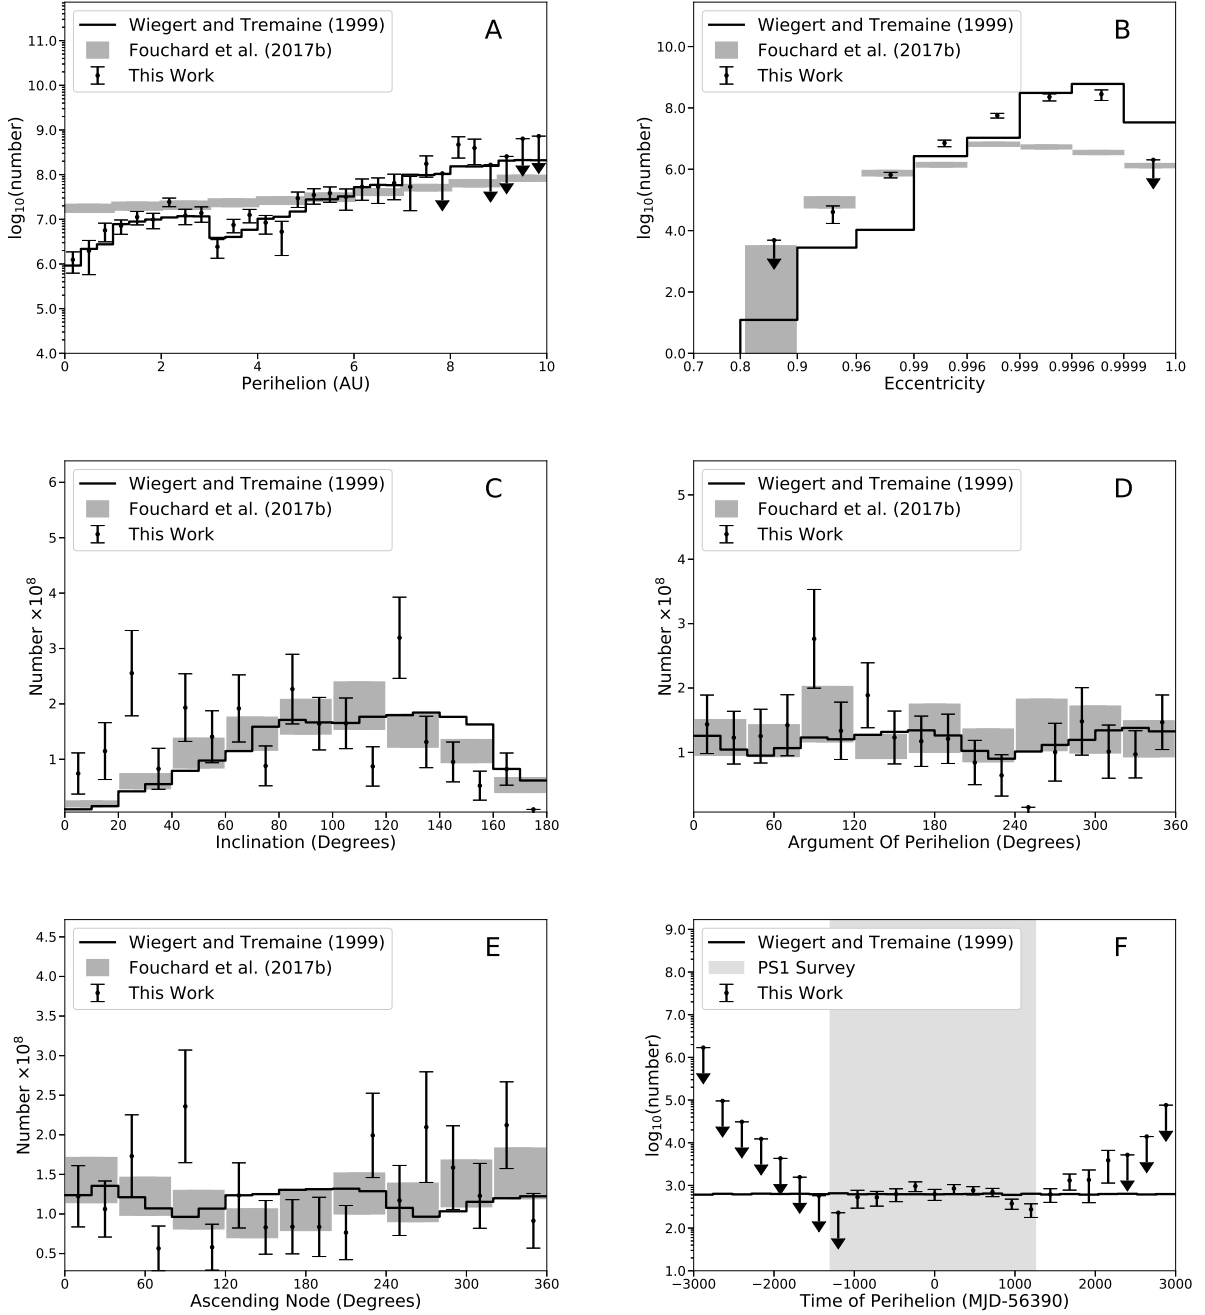 A
Wiegert and Tremaine (1999)
Fouchard et al. (2017b)
This Work
log10(number)
11.0
10.0
9.0
8.0
7.0
6.0
5.0
4.0
0 2 4 6 8 10
Perihelion (AU)
B
Wiegert and Tremaine (1999)
Fouchard et al. (2017b)
This Work
log10(number)
10.0
8.0
6.0
4.0
2.0
0.0
0.7 0.8 0.9 0.96 0.99 0.996 0.999 0.9996 0.9999 1.0
Eccentricity
C
Wiegert and Tremaine (1999)
Fouchard et al. (2017b)
This Work
Number ×10^8
6
5
4
3
2
1
0 20 40 60 80 100 120 140 160 180
Inclination (Degrees)
D
Wiegert and Tremaine (1999)
Fouchard et al. (2017b)
This Work
Number ×10^8
5
4
3
2
1
0 60 120 180 240 300 360
Argument Of Perihelion (Degrees)
E
Wiegert and Tremaine (1999)
Fouchard et al. (2017b)
This Work
Number ×10^8
4.5
4.0
3.5
3.0
2.5
2.0
1.5
1.0
0.5
0 60 120 180 240 300 360
Ascending Node (Degrees)
F
Wiegert and Tremaine (1999)
PS1 Survey
This Work
log10(number)
9.0
8.0
7.0
6.0
5.0
4.0
3.0
2.0
1.0
−3000 −2000 −1000 0 1000 2000 3000
Time of Perihelion (MJD-56390)